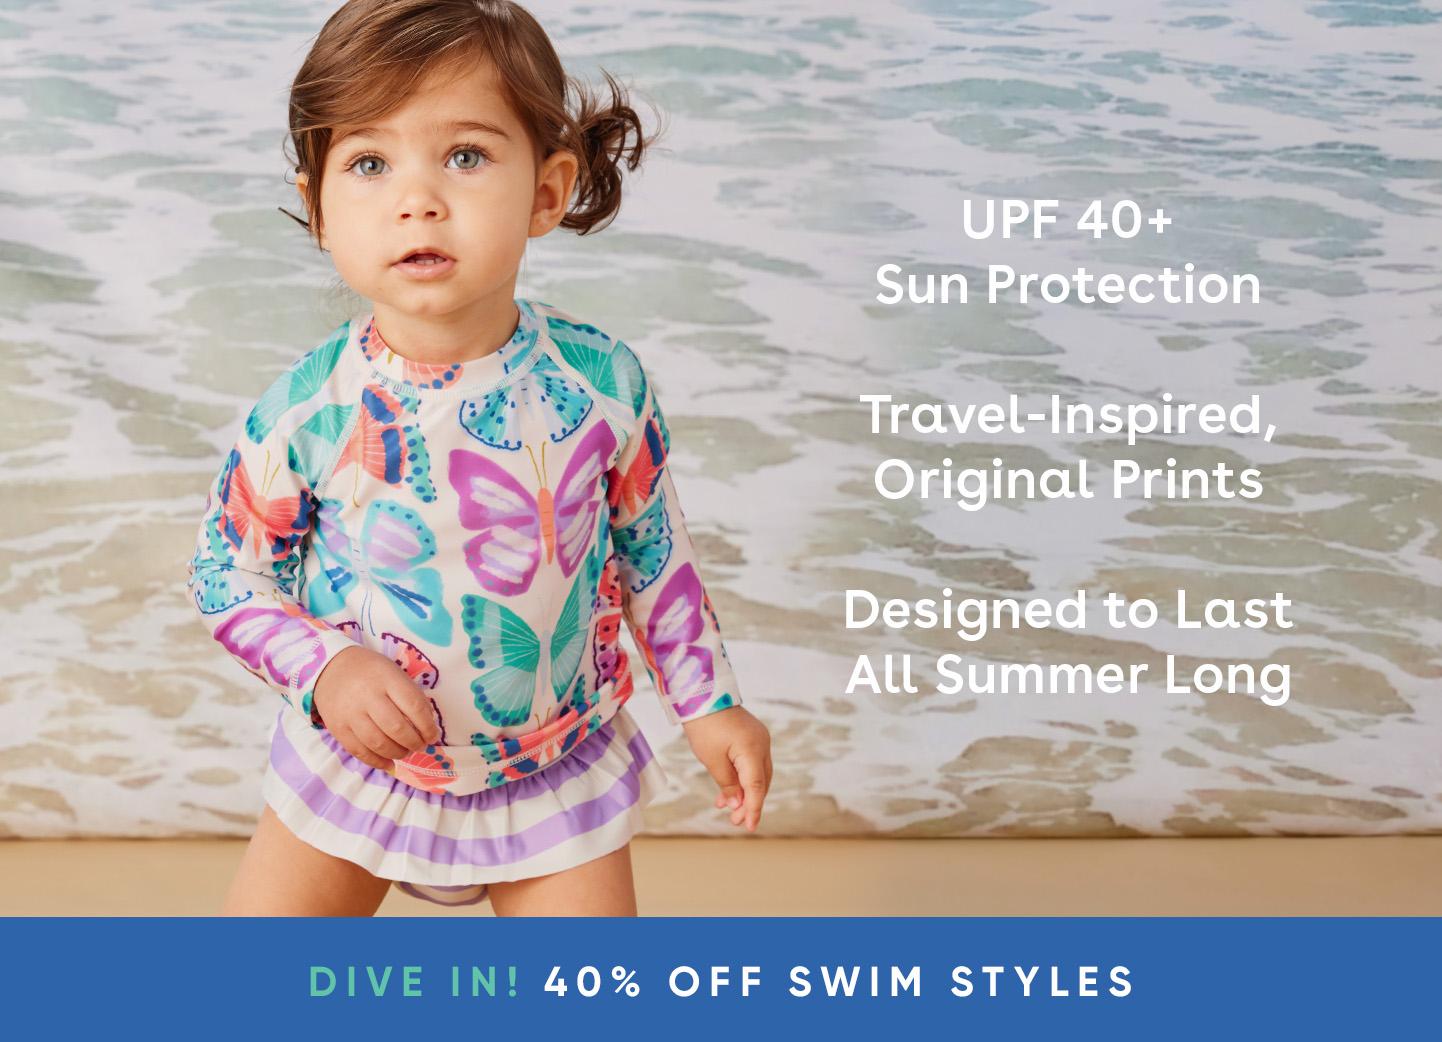 UPF 40+
Sun Protection
Travel-Inspired,
Original Prints
Designed to Last
All Summer Long
DIVE IN! 40% OFF SWIM STYLES